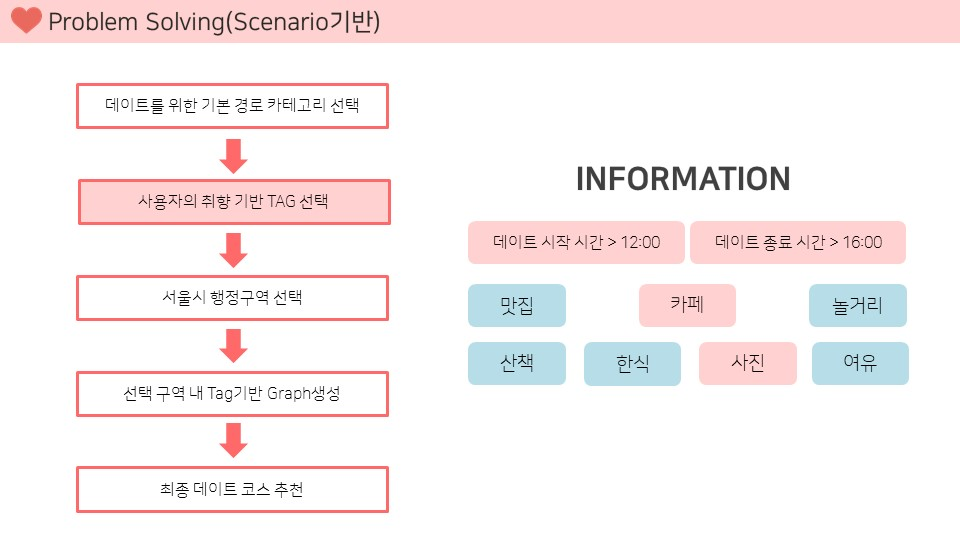 Problem Solving(Scenario기반)
데이트를 위한 기본 경로 카테고리 선택
사용자의 취향 기반 TAG 선택
서울시 행정구역 선택
선택 구역 내 Tag기반 Graph생성
최종 데이트 코스 추천
INFORMATION
데이트 시작 시간 > 12:00
데이트 종료 시간 > 16:00
맛집
카페
놀거리
산책
한식
사진
여유